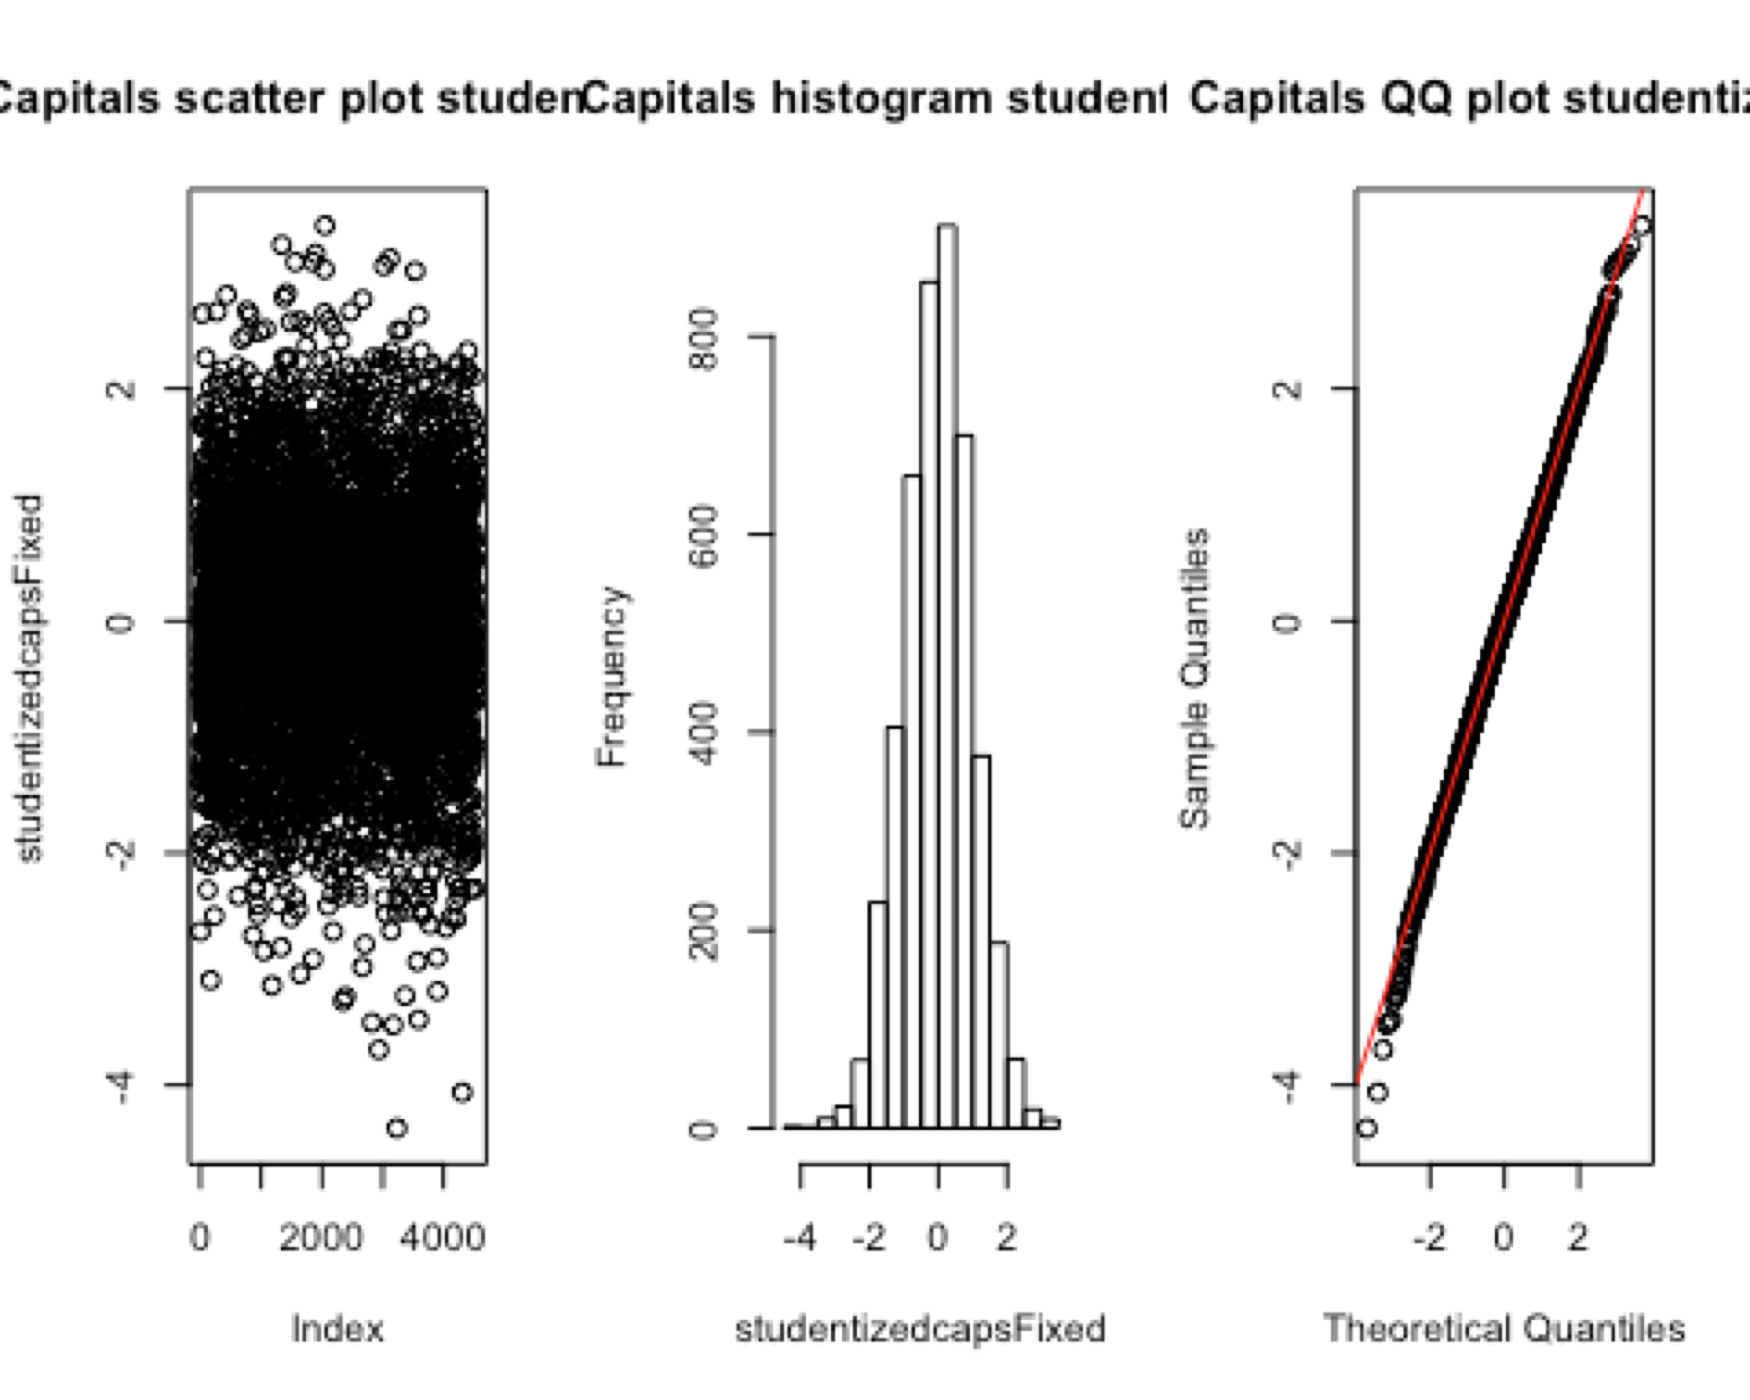 Capitals scatter plot studen
Capitals histogram student
Capitals QQ plot studentiz
studentizedcapsFixed
2
0
-2
-4
0
2000
4000
Index
Frequency
800
600
400
200
0
-4
-2
0
2
studentizedcapsFixed
Sample Quantiles
2
0
-2
-4
-2
0
2
Theoretical Quantiles